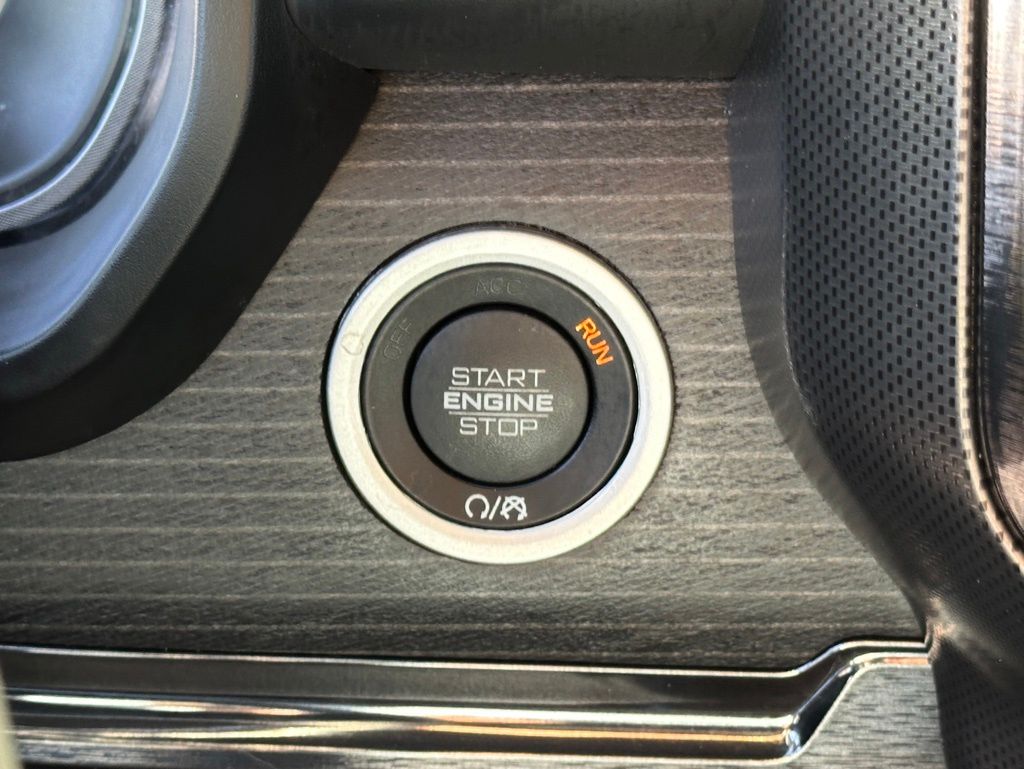 ACC
OFF
RUN
START
ENGINE
STOP